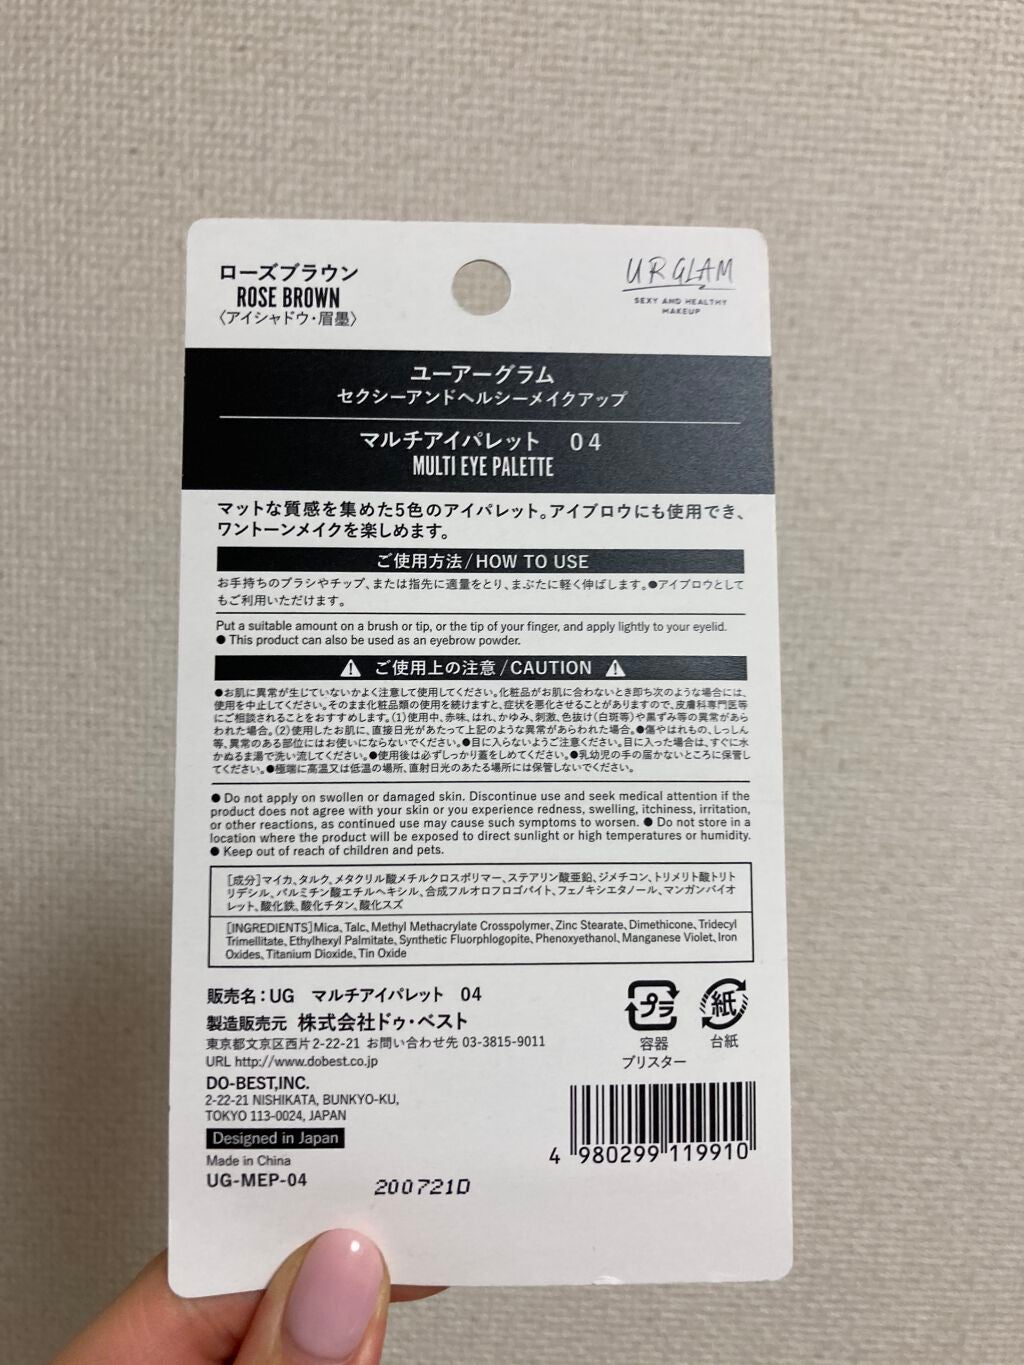 ローズブラウン
ROSE BROWN
〈アイシャドウ・眉墨〉
URGLAM
SEXY AND HEALTHY
MAKEUP
ユーアーグラム
セクシーアンドヘルシーメイクアップ
マルチアイパレット 04
MULTI EYE PALETTE
マットな質感を集めた5色のアイパレット。アイブロウにも使用でき、
ワントーンメイクを楽しめます。
ご使用方法/HOW TO USE
お手持ちのブラシやチップ、または指先に適量をとり、まぶたに軽く伸ばします。●アイブロウとして
もご利用いただけます。
Put a suitable amount on a brush or tip, or the tip of your finger, and apply lightly to your eyelid.
● This product can also be used as an eyebrow powder.
ご使用上の注意/CAUTION
●お肌に異常が生じていないかよく注意して使用してください。化粧品がお肌に合わないとき即ち次のような場合には、
使用を中止してください。そのまま化粧品類の使用を続けますと、症状を悪化させることがありますので、皮膚科専門医等
にご相談されることをおすすめします。(1)使用中、赤味、はれ、かゆみ、刺激、色抜け(白斑等)や黒ずみ等の異常があら
われた場合。(2)使用したお肌に、直接日光があたって上記のような異常があらわれた場合。●傷やはれもの、しっしん
等、異常のある部位にはお使いにならないでください。●目に入らないようご注意ください。目に入った場合は、すぐに水
かぬるま湯で洗い流してください。●使用後は必ずしっかり蓋をしめてください。●乳幼児の手の届かないところに保管し
てください。●極端に高温又は低温の場所、直射日光のあたる場所には保管しないでください。
● Do not apply on swollen or damaged skin. Discontinue use and seek medical attention if the
product does not agree with your skin or you experience redness, swelling, itchiness, irritation,
or other reactions, as continued use may cause such symptoms to worsen. ● Do not store in a
location where the product will be exposed to direct sunlight or high temperatures or humidity.
● Keep out of reach of children and pets.
[成分]マイカ、タルク、メタクリル酸メチルクロスポリマー、ステアリン酸亜鉛、ジメチコン、トリメリト酸トリト
リデシル、パルミチン酸エチルヘキシル、合成フルオロフロゴパイト、フェノキシエタノール、マンガンバイオ
レット、酸化鉄、酸化チタン、酸化スズ
[INGREDIENTS]Mica, Talc, Methyl Methacrylate Crosspolymer, Zinc Stearate, Dimethicone, Tridecyl
Trimellitate, Ethylhexyl Palmitate, Synthetic Fluorphlogopite, Phenoxyethanol, Manganese Violet, Iron
Oxides, Titanium Dioxide, Tin Oxide
販売名：UG マルチアイパレット 04
製造販売元 株式会社ドゥ・ベスト
東京都文京区西片2-22-21 お問い合わせ先 03-3815-9011
URL http://www.dobest.co.jp
DO-BEST,INC.
2-22-21 NISHIKATA, BUNKYO-KU,
TOKYO 113-0024, JAPAN
Designed in Japan
Made in China
UG-MEP-04
200721D
プラ
容器
ブリスター
紙
台紙
4 980299 119910